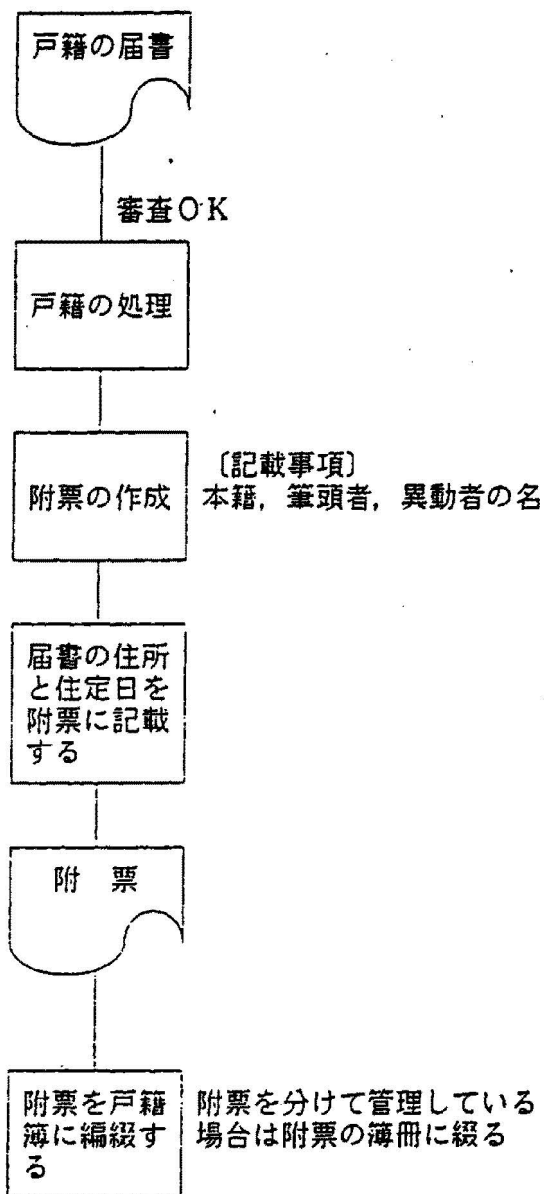 戸籍の届書
審査OK
戸籍の処理
附票の作成
〔記載事項〕
本籍，筆頭者，異動者の名
届書の住所
と住定日を
附票に記載
する
附　票
附票を戸籍
簿に編綴す
る
附票を分けて管理している
場合は附票の簿冊に綴る